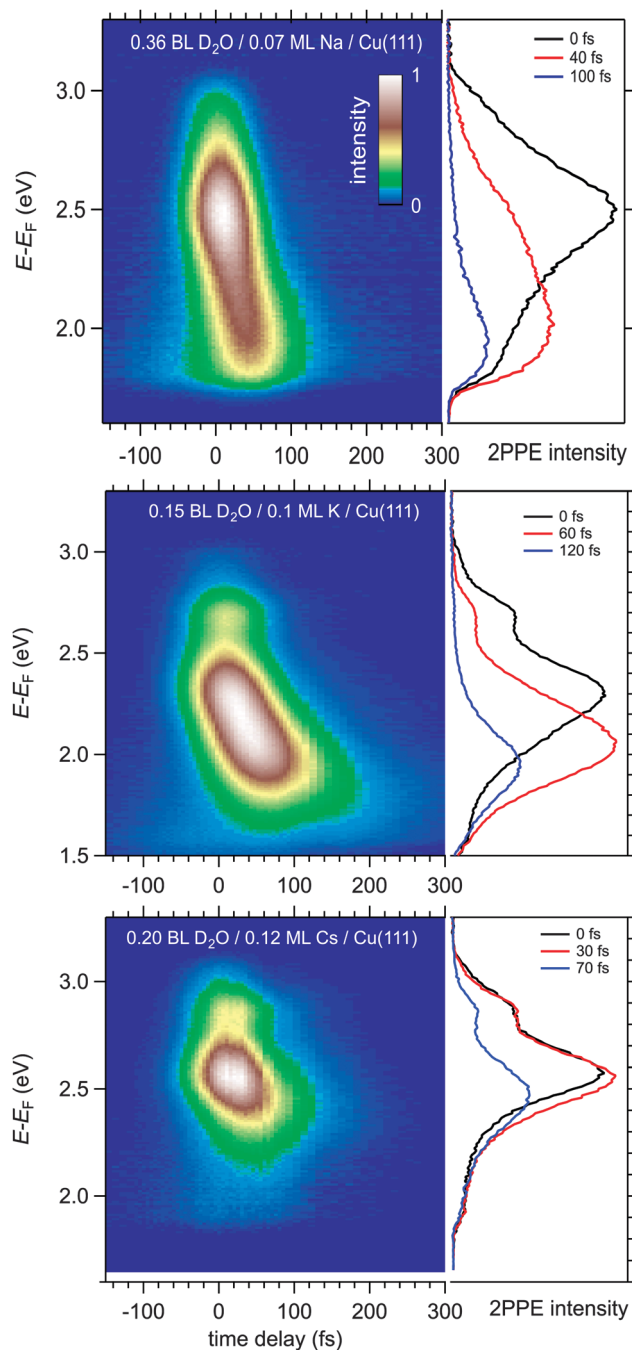 0.36 BL D₂O / 0.07 ML Na / Cu(111)
1
intensity
0
0 fs
40 fs
100 fs
3.0
2.5
2.0
E-E_F (eV)
-100 0 100 200 300
2PPE intensity
0.15 BL D₂O / 0.1 ML K / Cu(111)
0 fs
60 fs
120 fs
3.0
2.5
2.0
1.5
E-E_F (eV)
-100 0 100 200 300
0.20 BL D₂O / 0.12 ML Cs / Cu(111)
0 fs
30 fs
70 fs
3.0
2.5
2.0
E-E_F (eV)
-100 0 100 200 300
time delay (fs)
2PPE intensity